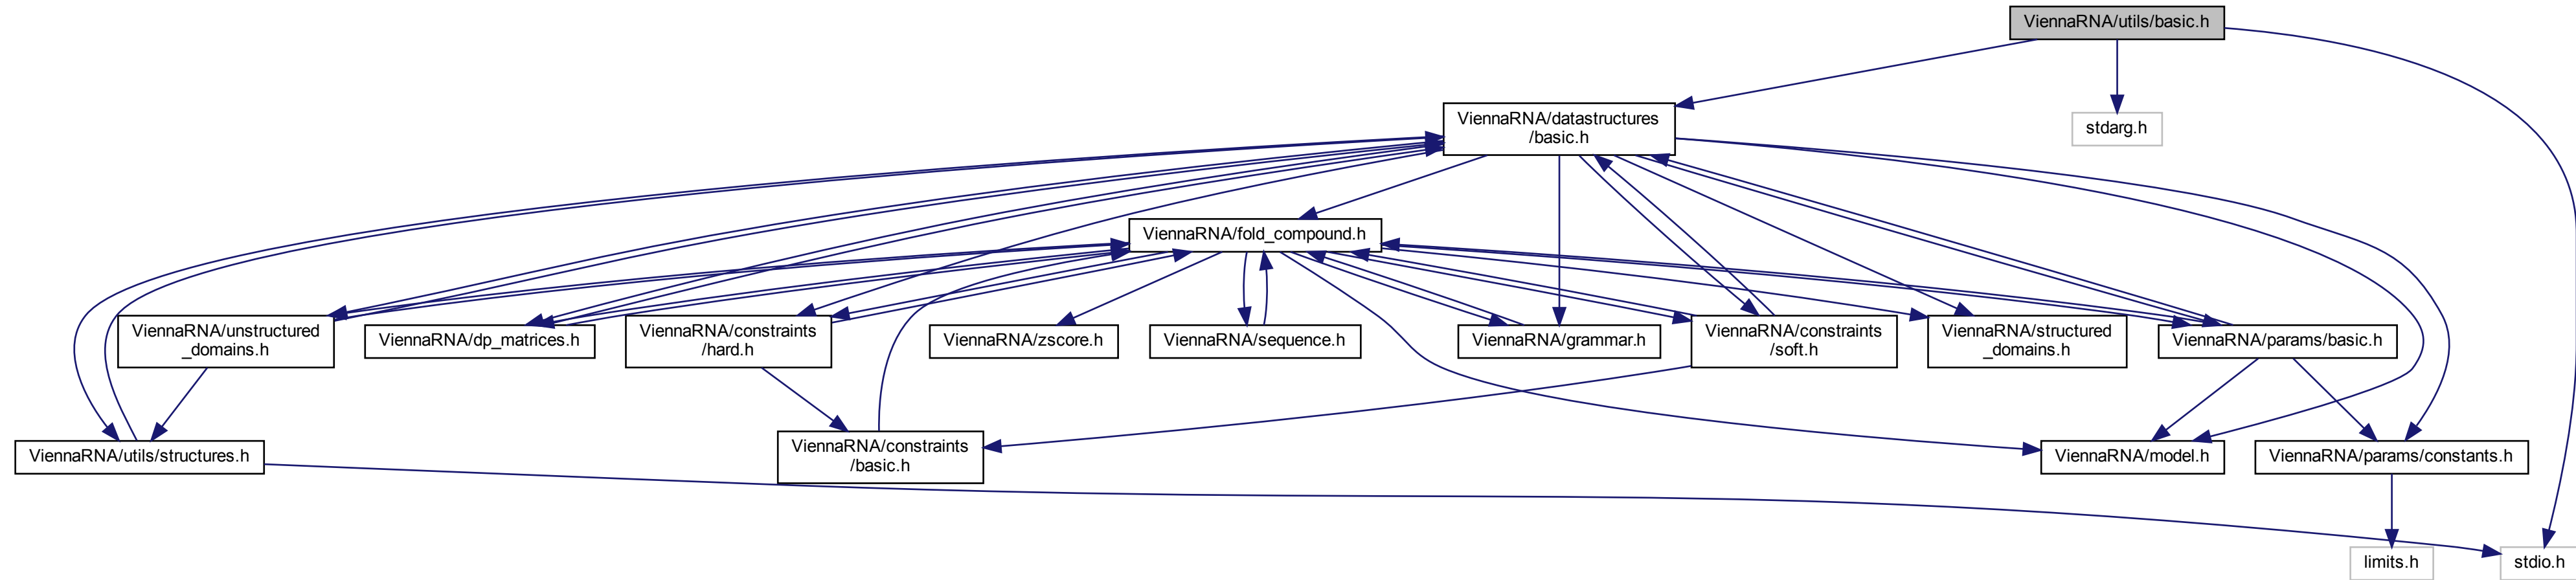 ViennaRNA/utils/basic.h
ViennaRNA/datastructures
/basic.h
stdarg.h
ViennaRNA/fold_compound.h
ViennaRNA/unstructured
_domains.h
ViennaRNA/dp_matrices.h
ViennaRNA/constraints
/hard.h
ViennaRNA/zscore.h
ViennaRNA/sequence.h
ViennaRNA/grammar.h
ViennaRNA/constraints
/soft.h
ViennaRNA/structured
_domains.h
ViennaRNA/params/basic.h
ViennaRNA/utils/structures.h
ViennaRNA/constraints
/basic.h
ViennaRNA/model.h
ViennaRNA/params/constants.h
limits.h
stdio.h